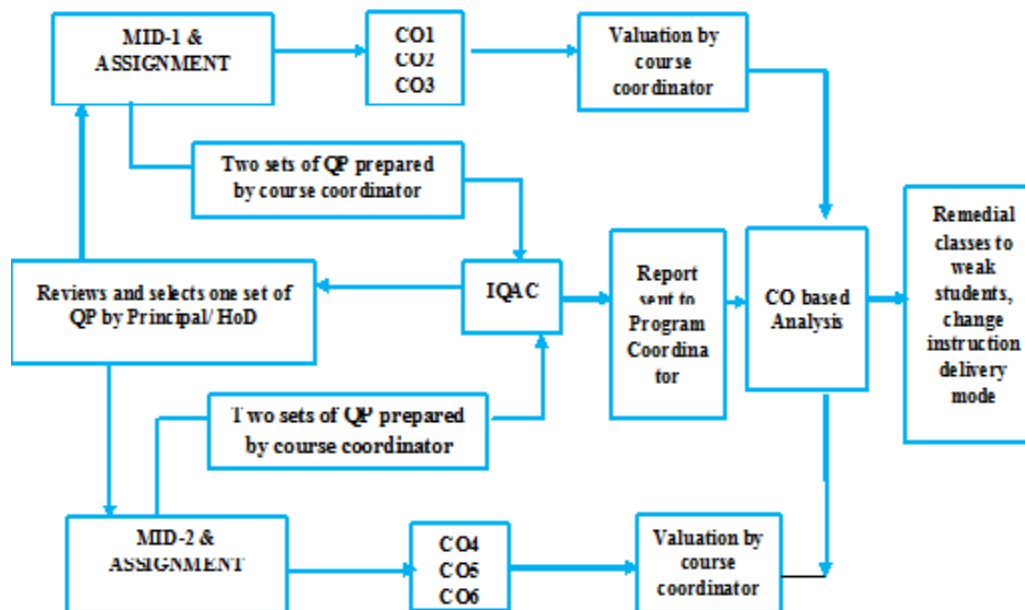 MID-1 &
ASSIGNMENT
CO1
CO2
CO3
Valuation by
course
coordinator
Two sets of QP prepared
by course coordinator
Reviews and selects one set of
QP by Principal/ HoD
IQAC
Report
sent to
Program
Coordina
tor
CO based
Analysis
Remedial
classes to
weak
students,
change
instruction
delivery
mode
Two sets of QP prepared
by course coordinator
MID-2 &
ASSIGNMENT
CO4
CO5
CO6
Valuation by
course
coordinator